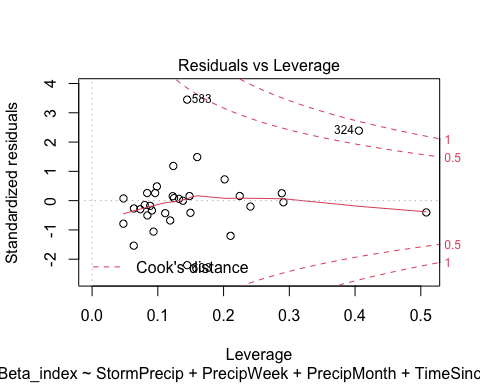 Residuals vs Leverage
Standardized residuals
4
3
2
1
0
-1
-2
583
324
1
0.5
0.5
1
Cook's distance
0.0 0.1 0.2 0.3 0.4 0.5
Leverage
Beta_index ~ StormPrecip + PrecipWeek + PrecipMonth + TimeSinc